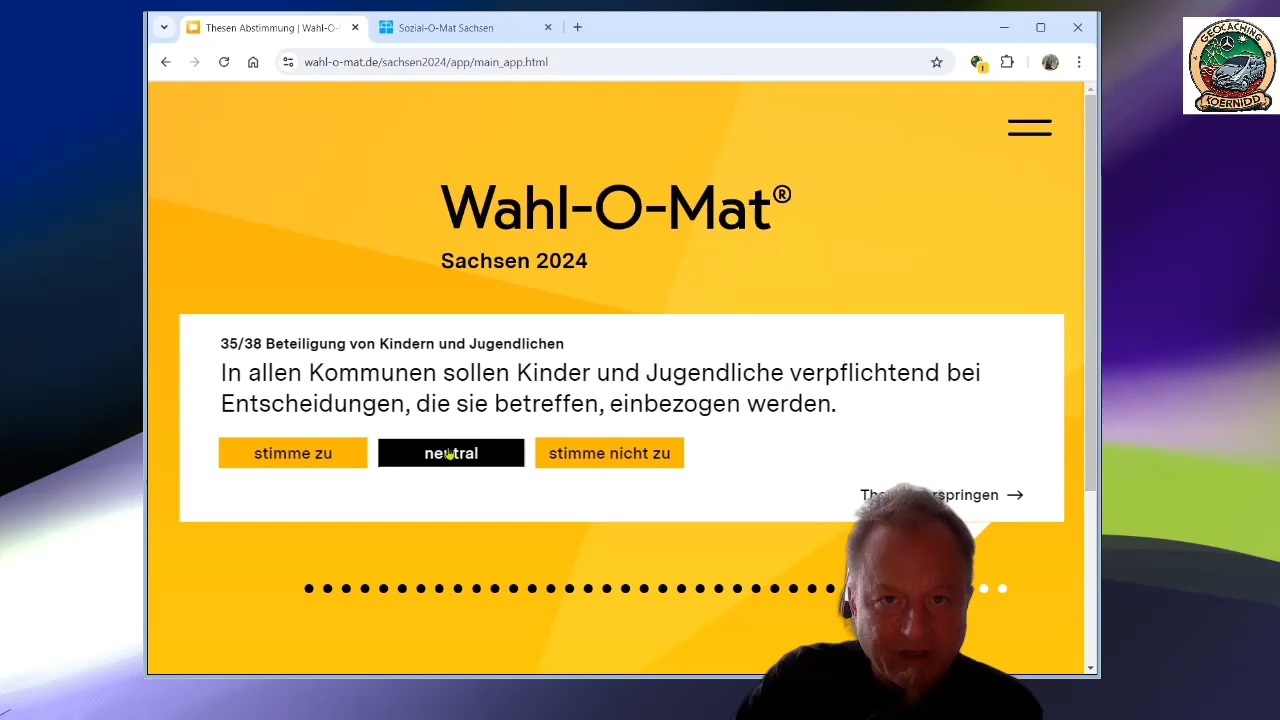 Thesen Abstimmung | Wahl-O-
Sozial-O-Mat Sachsen
wahl-o-mat.de/sachsen2024/app/main_app.html
GEOCACHING
KOERNIDD
Wahl-O-Mat®
Sachsen 2024
35/38 Beteiligung von Kindern und Jugendlichen
In allen Kommunen sollen Kinder und Jugendliche verpflichtend bei
Entscheidungen, die sie betreffen, einbezogen werden.
stimme zu
neutral
stimme nicht zu